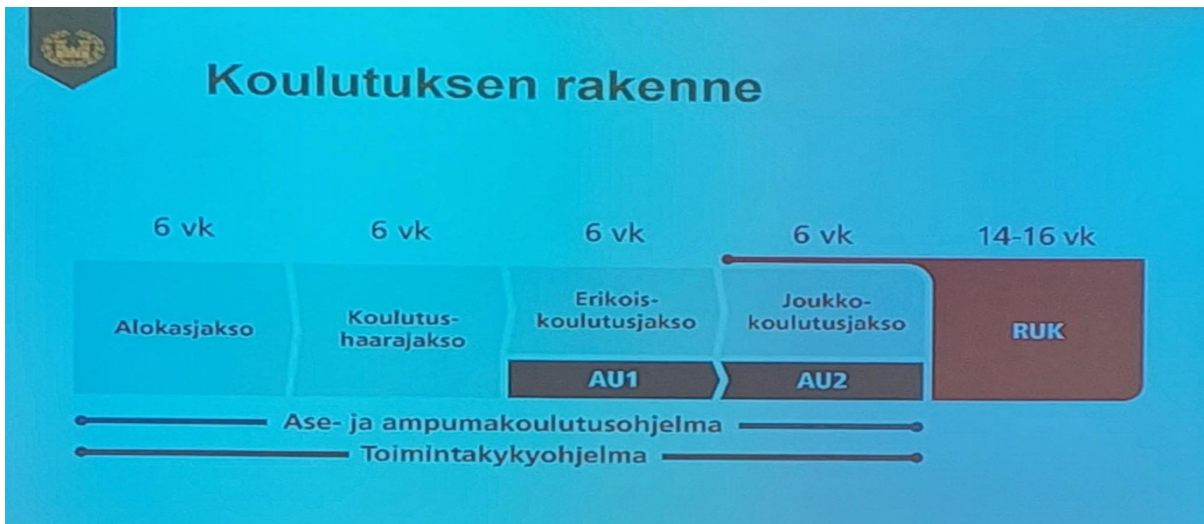 Koulutuksen rakenne
6 vk
6 vk
6 vk
6 vk
14-16 vk
Alokasjakso
Koulutus-
haarajakso
Erikois-
koulutusjakso
Joukko-
koulutusjakso
RUK
AU1
AU2
Ase- ja ampumakoulutusohjelma
Toimintakykyohjelma